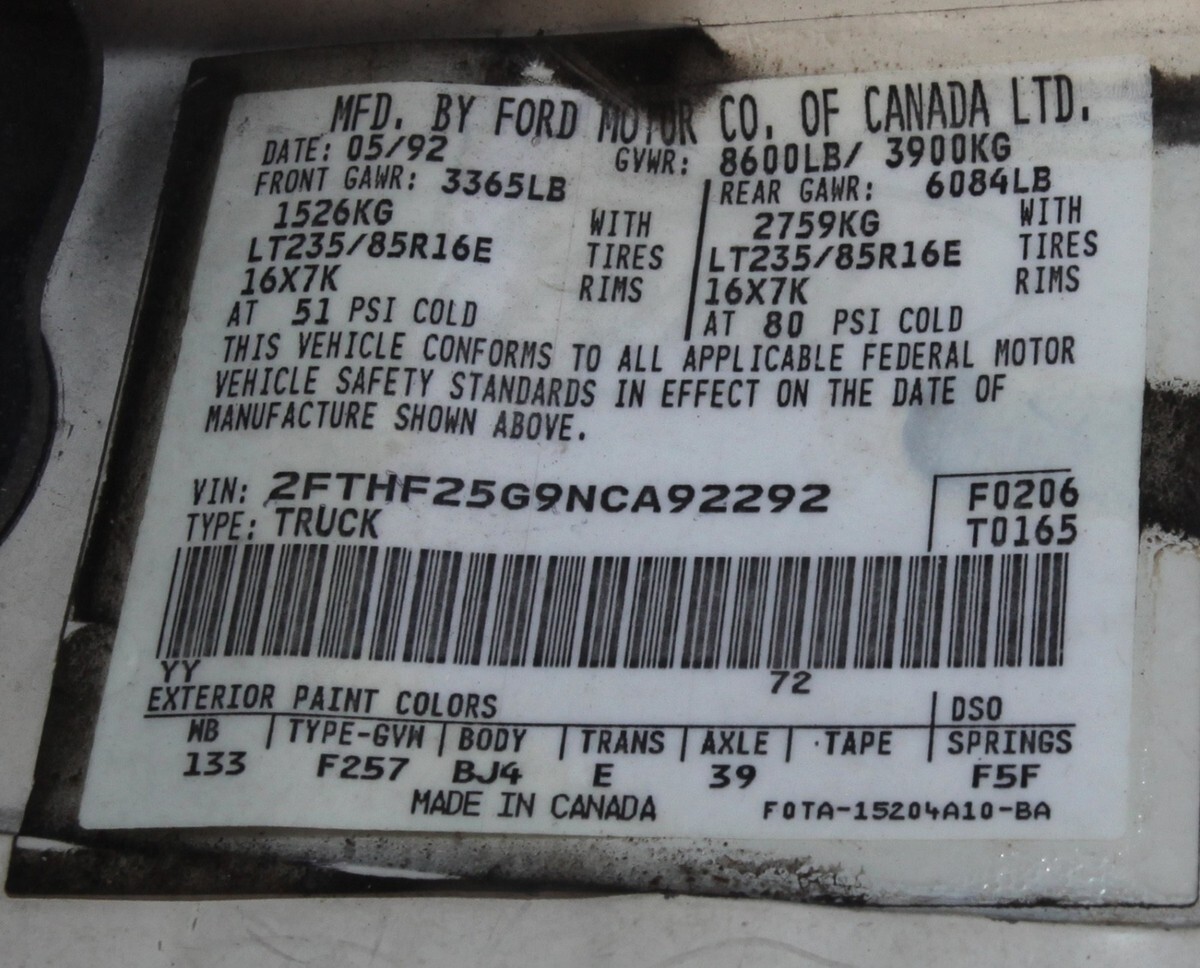 MFD. BY FORD MOTOR CO. OF CANADA LTD.
DATE: 05/92 GVWR: 8600LB/ 3900KG
FRONT GAWR: 3365LB REAR GAWR: 6084LB
1526KG WITH 2759KG WITH
LT235/85R16E TIRES LT235/85R16E TIRES
16X7K RIMS 16X7K RIMS
AT 51 PSI COLD AT 80 PSI COLD
THIS VEHICLE CONFORMS TO ALL APPLICABLE FEDERAL MOTOR
VEHICLE SAFETY STANDARDS IN EFFECT ON THE DATE OF
MANUFACTURE SHOWN ABOVE.
VIN: 2FTHF25G9NCA92292 F0206
TYPE: TRUCK T0165
YY 72
EXTERIOR PAINT COLORS DSO
WB TYPE-GVW BODY TRANS AXLE TAPE SPRINGS
133 F257 BJ4 E 39 F5F
MADE IN CANADA F0TA-15204A10-BA